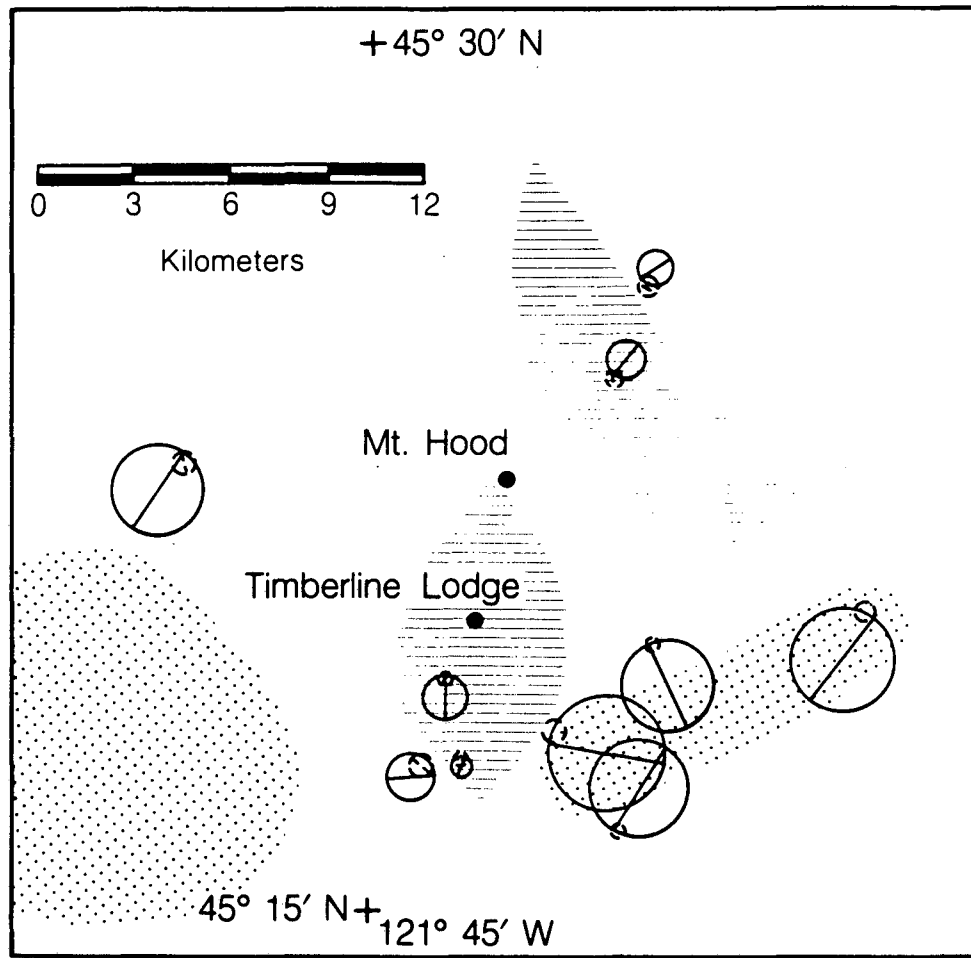 +45° 30′ N
0 3 6 9 12
Kilometers
Mt. Hood
Timberline Lodge
45° 15′ N+
121° 45′ W